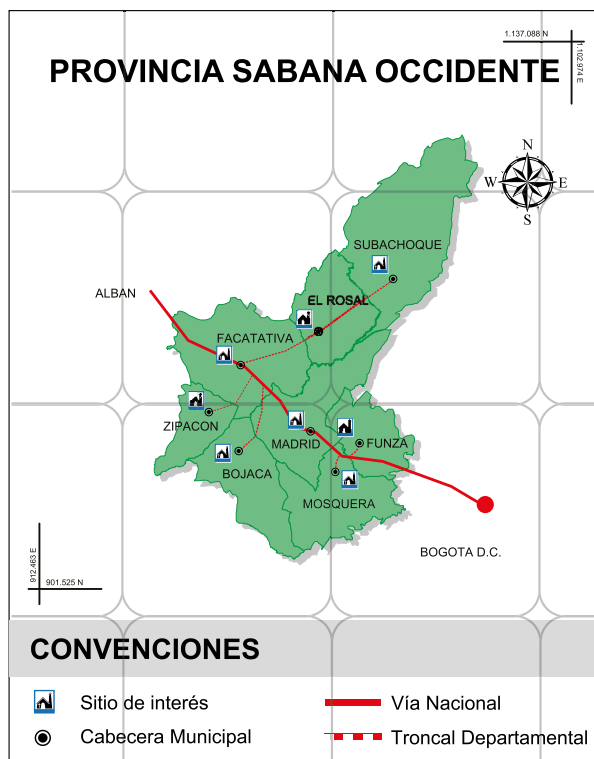 1.137.088 N
1.102.974 E
PROVINCIA SABANA OCCIDENTE
N
W
E
S
SUBACHOQUE
ALBAN
EL ROSAL
FACATATIVA
ZIPACON
MADRID
FUNZA
BOJACA
MOSQUERA
BOGOTA D.C.
912.463 E
901.525 N
CONVENCIONES
Sitio de interés
Vía Nacional
Cabecera Municipal
Troncal Departamental